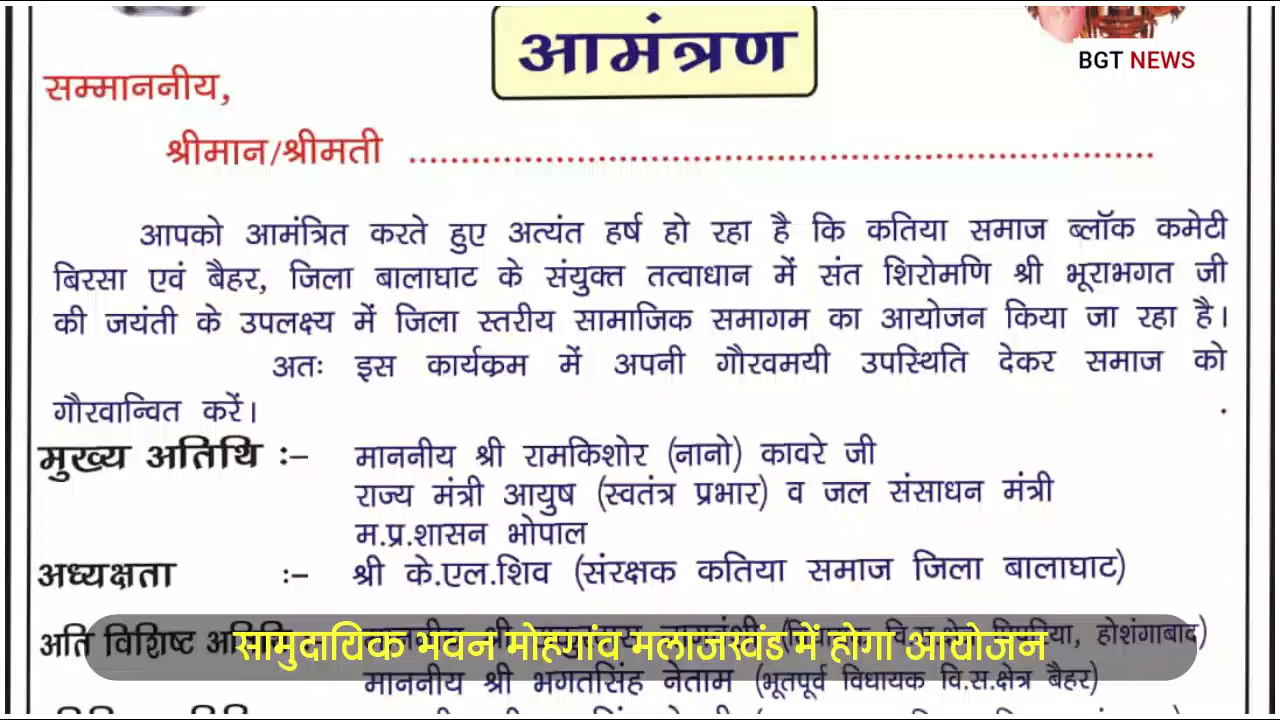 आमंत्रण
BGT NEWS
सम्माननीय,
श्रीमान/श्रीमती ........................................................
आपको आमंत्रित करते हुए अत्यंत हर्ष हो रहा है कि कतिया समाज ब्लॉक कमेटी
बिरसा एवं बैहर, जिला बालाघाट के संयुक्त तत्वाधान में संत शिरोमणि श्री भूराभगत जी
की जयंती के उपलक्ष्य में जिला स्तरीय सामाजिक समागम का आयोजन किया जा रहा है।
अतः इस कार्यक्रम में अपनी गौरवमयी उपस्थिति देकर समाज को
गौरवान्वित करें।
मुख्य अतिथि :– माननीय श्री रामकिशोर (नानो) कावरे जी
राज्य मंत्री आयुष (स्वतंत्र प्रभार) व जल संसाधन मंत्री
म.प्र.शासन भोपाल
अध्यक्षता :– श्री के.एल.शिव (संरक्षक कतिया समाज जिला बालाघाट)
अति विशिष्ट होशंगाबाद)
सामुदायिक भवन मोहगांव मलाजखंड में होगा आयोजन
माननीय श्री भगतसिंह नेताम (भूतपूर्व विधायक वि.स.क्षेत्र बैहर)